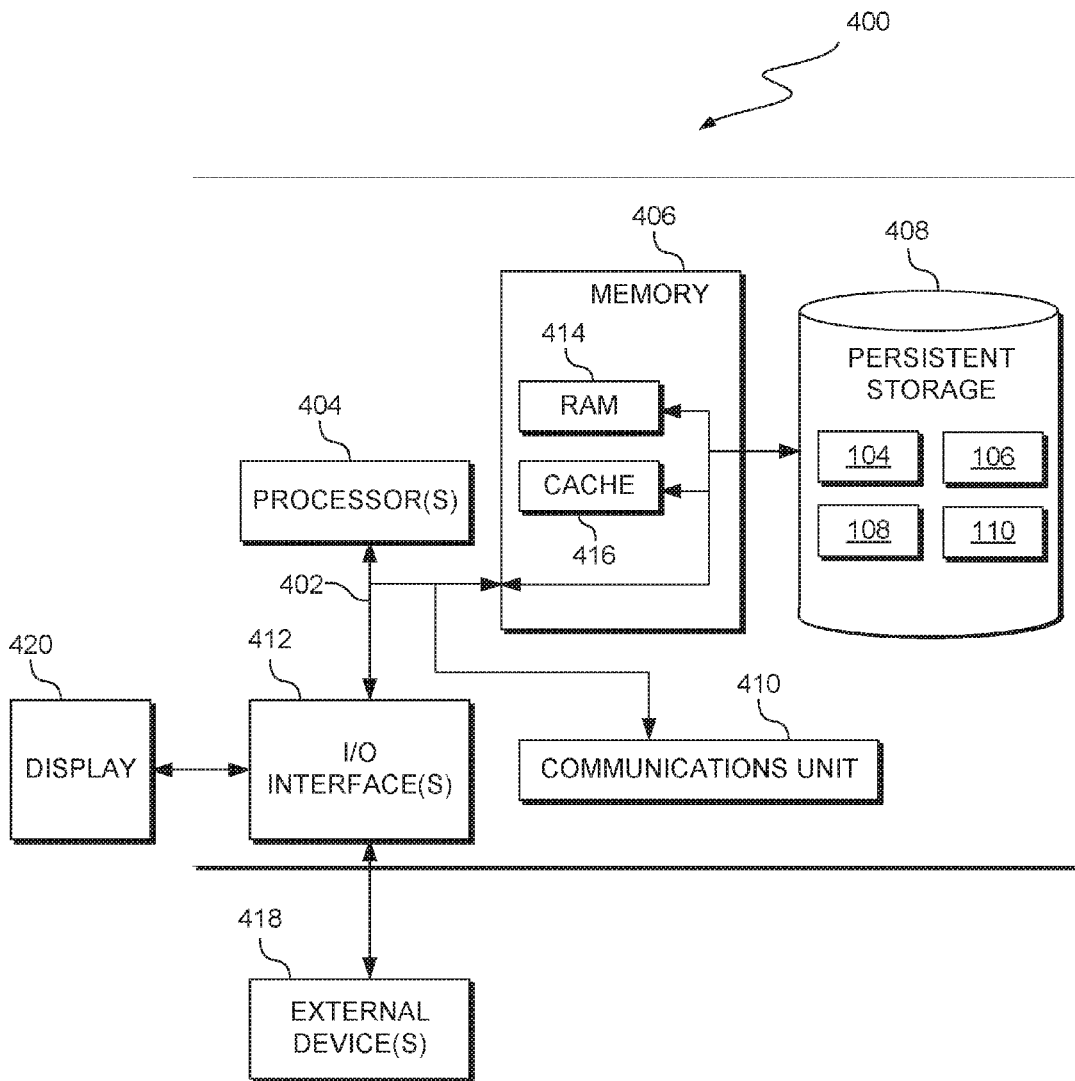 400
406
408
MEMORY
414
RAM
PERSISTENT
STORAGE
404
104
106
PROCESSOR(S)
CACHE
108
110
416
402
420
412
410
DISPLAY
I/O
INTERFACE(S)
COMMUNICATIONS UNIT
418
EXTERNAL
DEVICE(S)